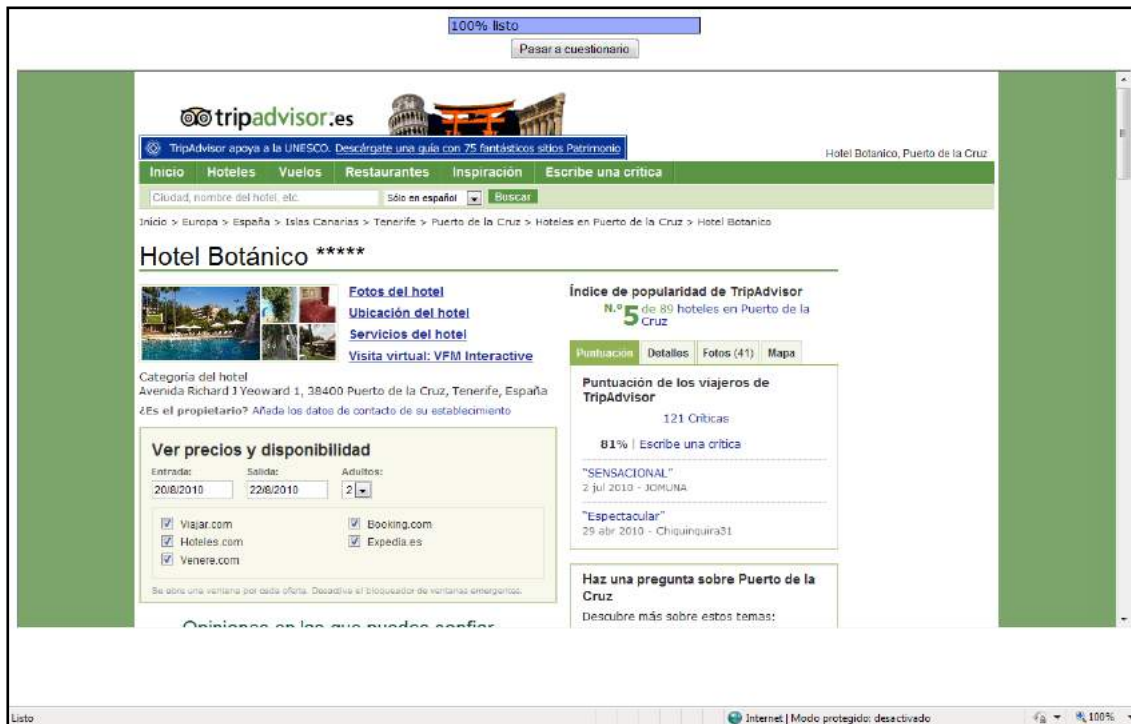 100% listo
Pasar a cuestionario
tripadvisor.es
TripAdvisor apoya a la UNESCO. Descárgate una guía con 75 fantásticos sitios Patrimonio
Hotel Botanico, Puerto de la Cruz
Inicio Hoteles Vuelos Restaurantes Inspiración Escribe una crítica
Ciudad, nombre del hotel, etc. Sólo en español Buscar
Inicio > Europa > España > Islas Canarias > Tenerife > Puerto de la Cruz > Hoteles en Puerto de la Cruz > Hotel Botanico
Hotel Botánico *****
Fotos del hotel
Ubicación del hotel
Servicios del hotel
Visita virtual: VFM Interactive
Categoría del hotel
Avenida Richard J Yeoward 1, 38400 Puerto de la Cruz, Tenerife, España
¿Es el propietario? Añada los datos de contacto de su establecimiento
Ver precios y disponibilidad
Entrada: Salida: Adultos:
20/8/2010 22/8/2010 2
Viajar.com Booking.com
Hoteles.com Expedia.es
Venere.com
Se abre una ventana por cada oferta. Desactive el bloqueador de ventanas emergentes.
Opiniones en las que puedes confiar
Índice de popularidad de TripAdvisor
N.º 5 de 89 hoteles en Puerto de la
Cruz
Puntuación Detalles Fotos (41) Mapa
Puntuación de los viajeros de
TripAdvisor
121 Críticas
81% | Escribe una crítica
"SENSACIONAL"
2 jul 2010 - JOMUNA
"Espectacular"
29 abr 2010 - Chiquinquira31
Haz una pregunta sobre Puerto de la
Cruz
Descubre más sobre estos temas:
Listo
Internet | Modo protegido: desactivado
100%